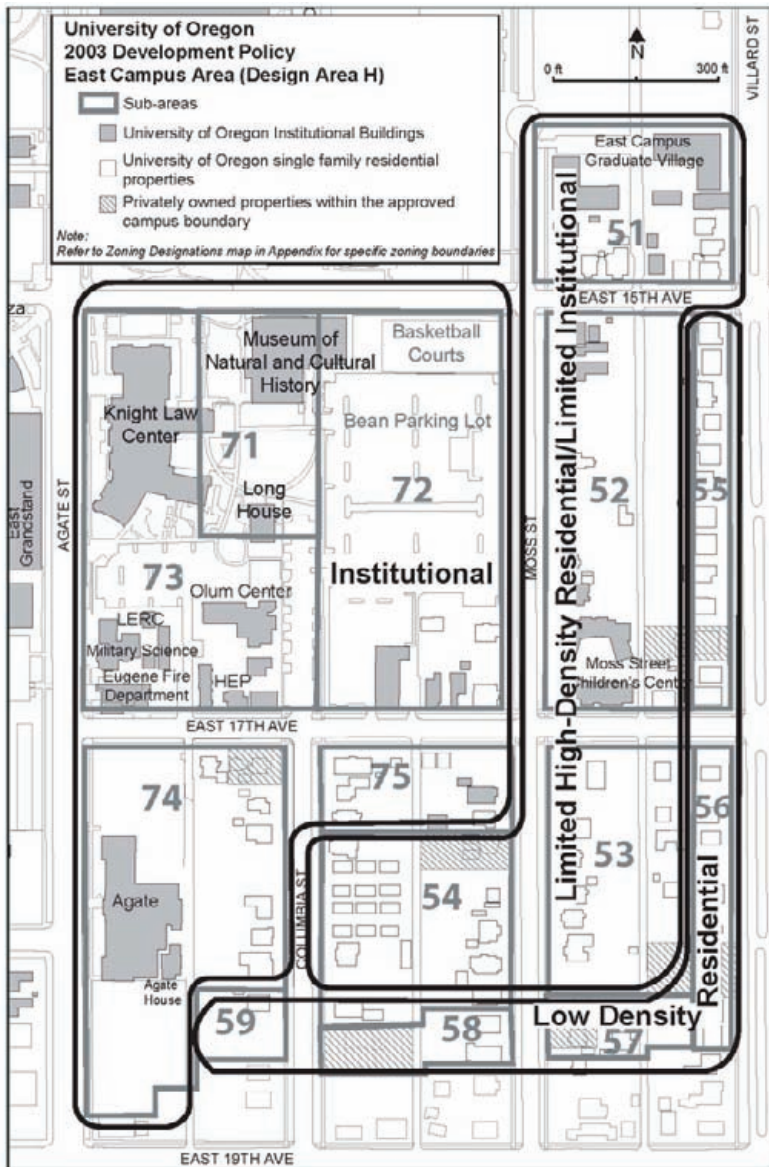 University of Oregon
2003 Development Policy
East Campus Area (Design Area H)
Sub-areas
University of Oregon Institutional Buildings
University of Oregon single family residential
properties
Privately owned properties within the approved
campus boundary
Note:
Refer to Zoning Designations map in Appendix for specific zoning boundaries
N
0 ft
300 ft
VILLARD ST
East Campus
Graduate Village
51
EAST 15TH AVE
za
Museum of
Natural and Cultural
History
Basketball
Courts
Knight Law
Center
71
Bean Parking Lot
72
Long
House
52
55
East
Grandstand
AGATE ST
MOSS ST
Limited High-Density Residential/Limited Institutional
73
Institutional
Olum Center
LERC
Military Science
Eugene Fire
Department
HEP
Moss Street
Children's Center
EAST 17TH AVE
74
75
56
53
54
Agate
COLUMBIA ST
Agate
House
Residential
59
58
Low Density
57
EAST 19TH AVE